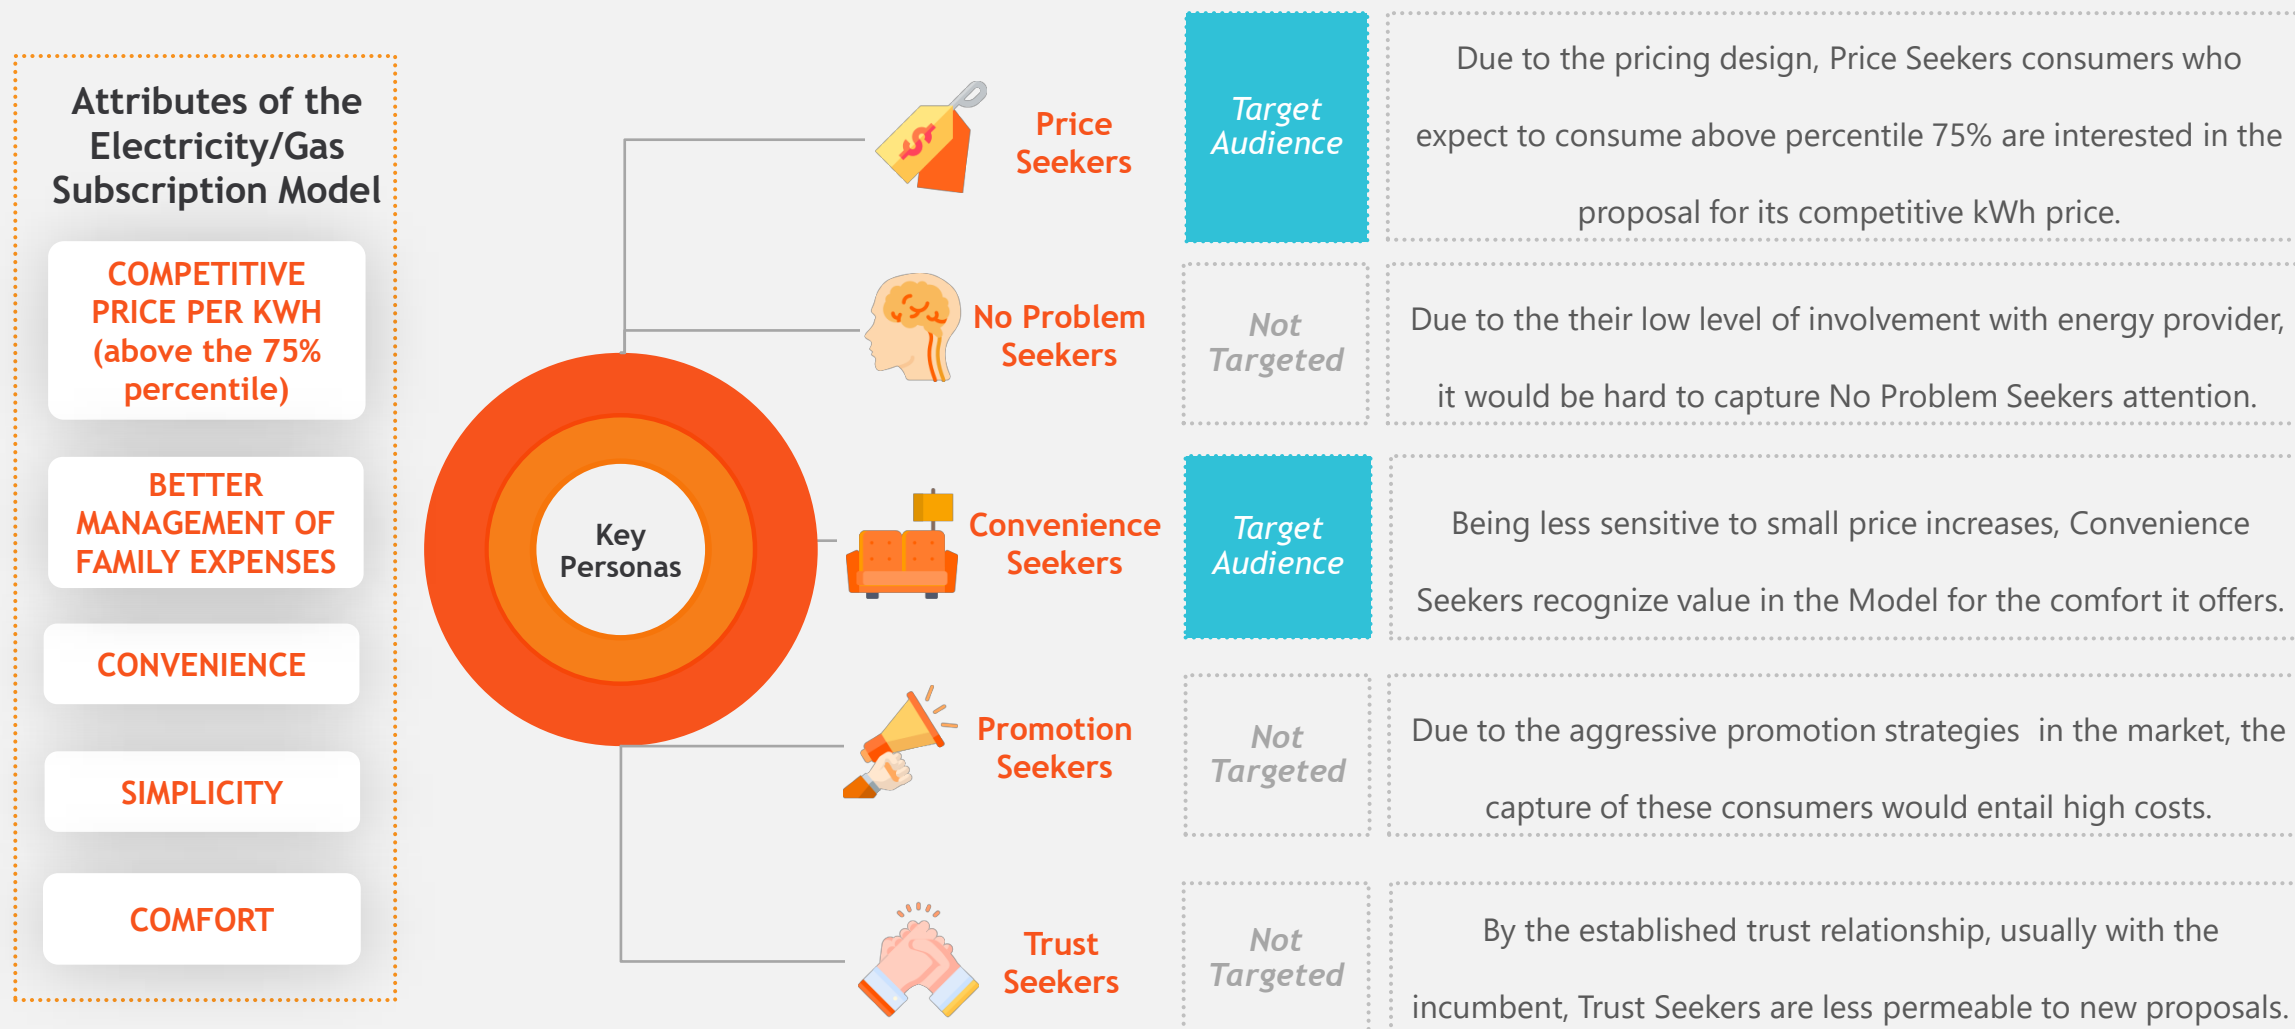 Attributes of the
Electricity/Gas
Subscription Model
COMPETITIVE
PRICE PER KWH
(above the 75%
percentile)
BETTER
MANAGEMENT OF
FAMILY EXPENSES
CONVENIENCE
SIMPLICITY
COMFORT
Key
Personas
Price
Seekers
Target
Audience
Due to the pricing design, Price Seekers consumers who
expect to consume above percentile 75% are interested in the
proposal for its competitive kWh price.
No Problem
Seekers
Not
Targeted
Due to the their low level of involvement with energy provider,
it would be hard to capture No Problem Seekers attention.
Convenience
Seekers
Target
Audience
Being less sensitive to small price increases, Convenience
Seekers recognize value in the Model for the comfort it offers.
Promotion
Seekers
Not
Targeted
Due to the aggressive promotion strategies  in the market, the
capture of these consumers would entail high costs.
Trust
Seekers
Not
Targeted
By the established trust relationship, usually with the
incumbent, Trust Seekers are less permeable to new proposals.